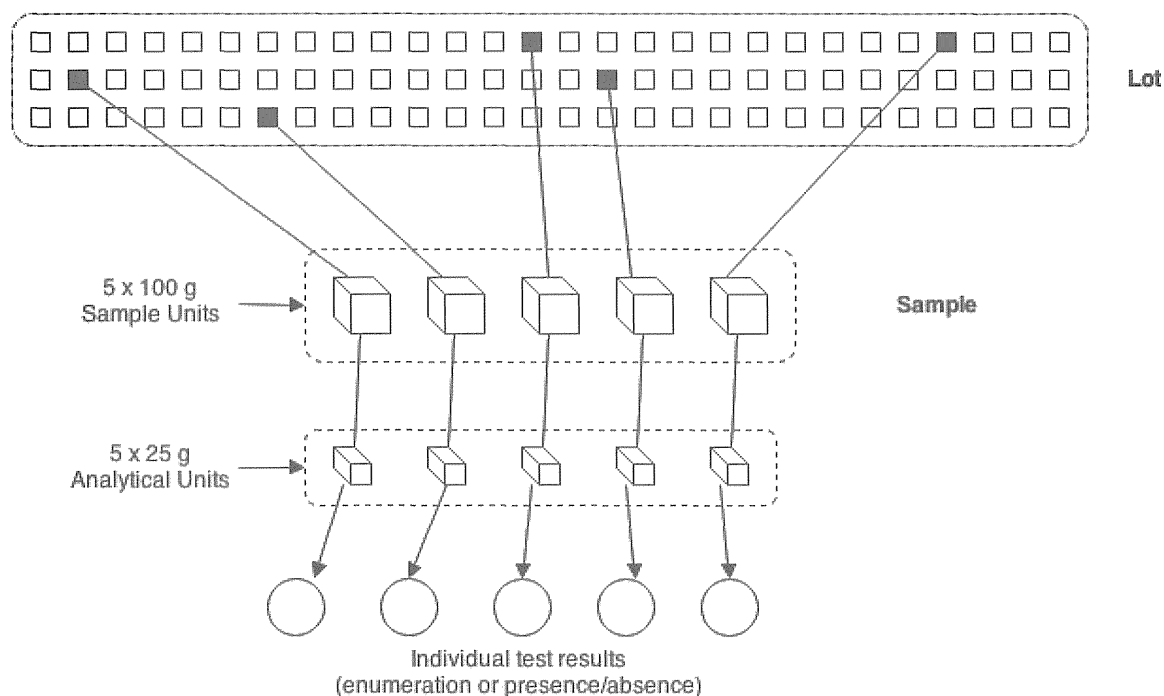 Lot
5 x 100 g
Sample Units
Sample
5 x 25 g
Analytical Units
Individual test results
(enumeration or presence/absence)